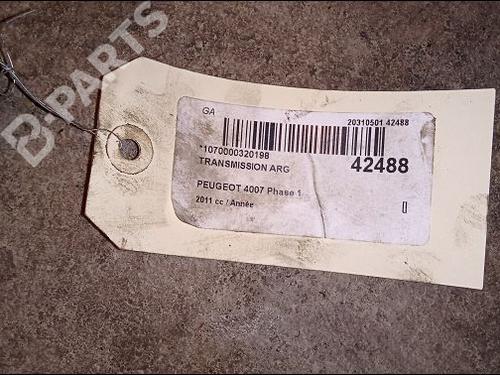 B-PARTS
GA
20310501 42488
*1070000320198
TRANSMISSION ARG
42488
PEUGEOT 4007 Phase 1
2011 cc / Année